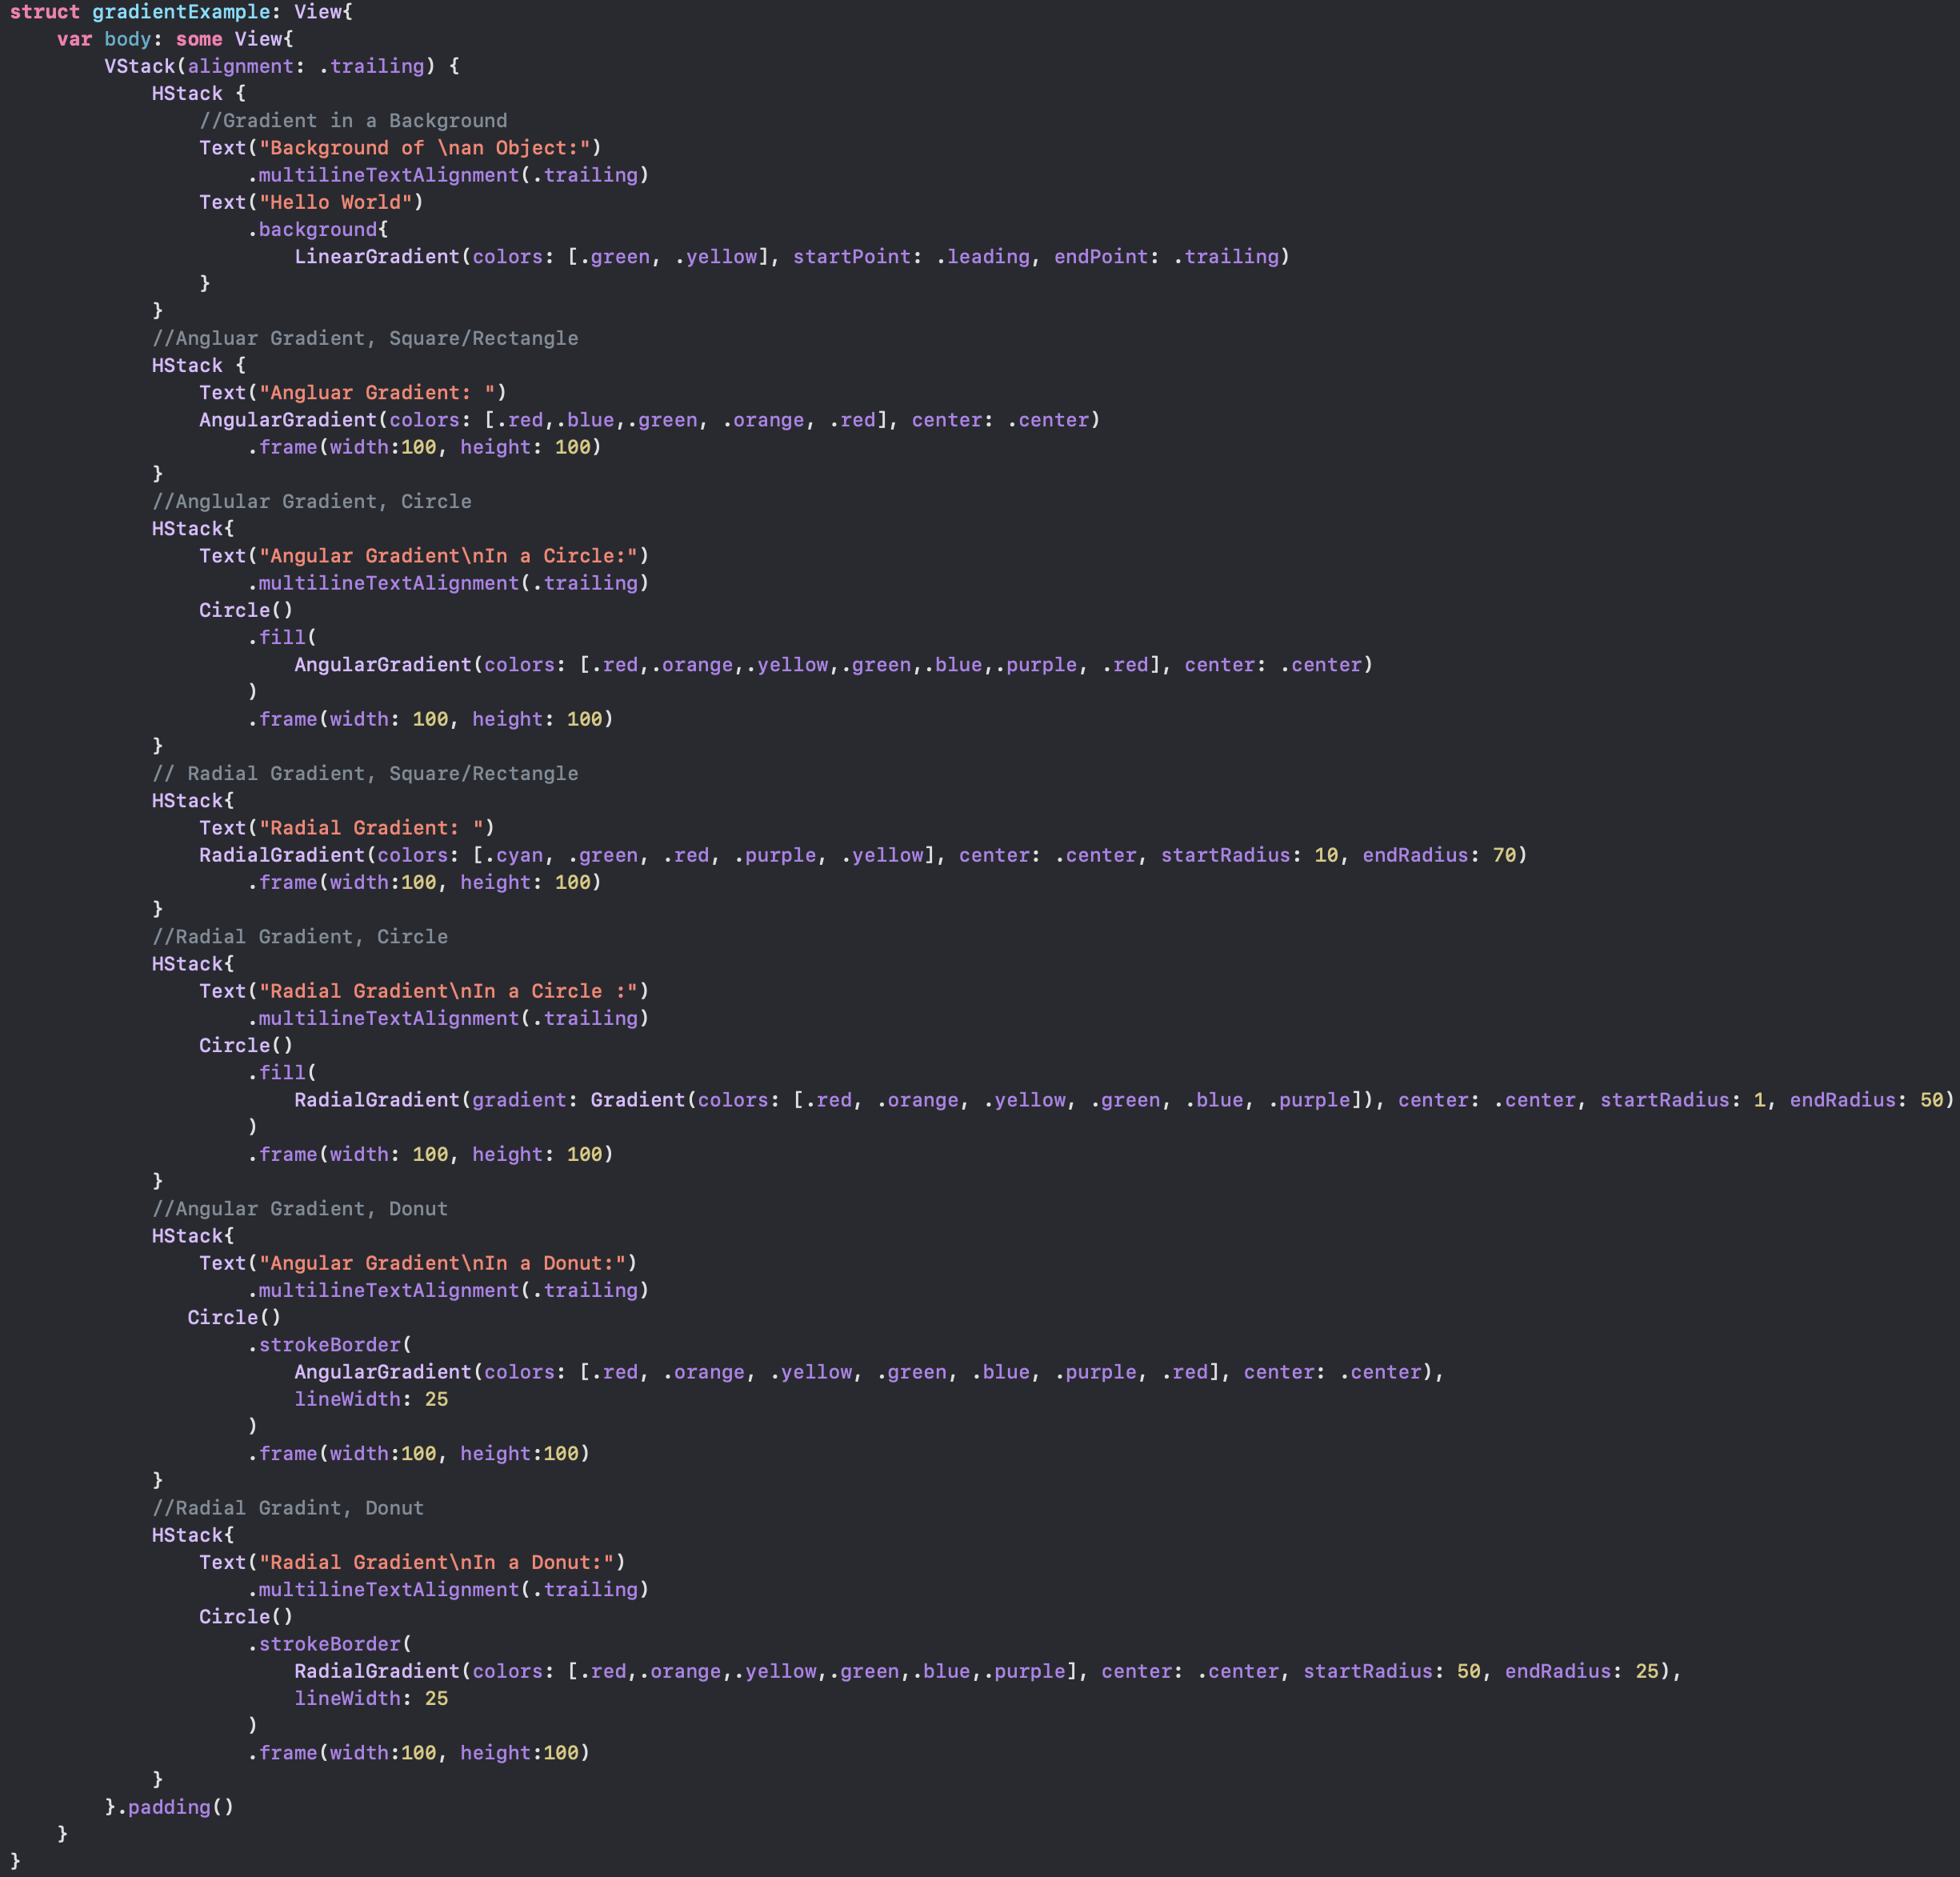 struct gradientExample: View{
    var body: some View{
        VStack(alignment: .trailing) {
            HStack {
                //Gradient in a Background
                Text("Background of \nan Object:")
                    .multilineTextAlignment(.trailing)
                Text("Hello World")
                    .background{
                        LinearGradient(colors: [.green, .yellow], startPoint: .leading, endPoint: .trailing)
                }
            }
            //Angluar Gradient, Square/Rectangle
            HStack {
                Text("Angluar Gradient: ")
                AngularGradient(colors: [.red,.blue,.green, .orange, .red], center: .center)
                    .frame(width:100, height: 100)
            }
            //Anglular Gradient, Circle
            HStack{
                Text("Angular Gradient\nIn a Circle:")
                    .multilineTextAlignment(.trailing)
                Circle()
                    .fill(
                        AngularGradient(colors: [.red,.orange,.yellow,.green,.blue,.purple, .red], center: .center)
                    )
                    .frame(width: 100, height: 100)
            }
            // Radial Gradient, Square/Rectangle
            HStack{
                Text("Radial Gradient: ")
                RadialGradient(colors: [.cyan, .green, .red, .purple, .yellow], center: .center, startRadius: 10, endRadius: 70)
                    .frame(width:100, height: 100)
            }
            //Radial Gradient, Circle
            HStack{
                Text("Radial Gradient\nIn a Circle :")
                    .multilineTextAlignment(.trailing)
                Circle()
                    .fill(
                        RadialGradient(gradient: Gradient(colors: [.red, .orange, .yellow, .green, .blue, .purple]), center: .center, startRadius: 1, endRadius: 50)
                    )
                    .frame(width: 100, height: 100)
            }
            //Angular Gradient, Donut
            HStack{
                Text("Angular Gradient\nIn a Donut:")
                    .multilineTextAlignment(.trailing)
               Circle()
                    .strokeBorder(
                        AngularGradient(colors: [.red, .orange, .yellow, .green, .blue, .purple, .red], center: .center),
                        lineWidth: 25
                    )
                    .frame(width:100, height:100)
            }
            //Radial Gradint, Donut
            HStack{
                Text("Radial Gradient\nIn a Donut:")
                    .multilineTextAlignment(.trailing)
                Circle()
                    .strokeBorder(
                        RadialGradient(colors: [.red,.orange,.yellow,.green,.blue,.purple], center: .center, startRadius: 50, endRadius: 25),
                        lineWidth: 25
                    )
                    .frame(width:100, height:100)
            }
        }.padding()
    }
}